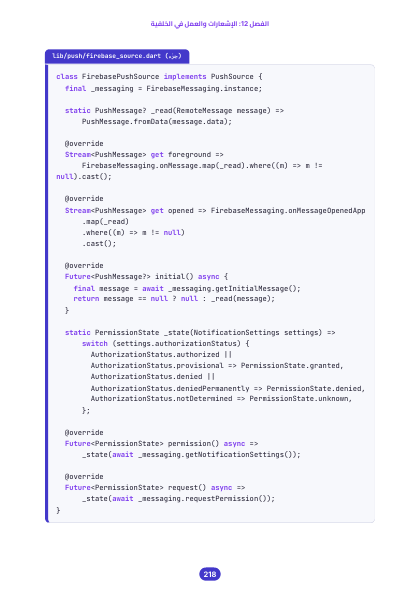 الفصل 12: الإشعارات والعمل في الخلفية
lib/push/firebase_source.dart (جزء)
class FirebasePushSource implements PushSource {
  final _messaging = FirebaseMessaging.instance;

  static PushMessage? _read(RemoteMessage message) =>
      PushMessage.fromData(message.data);

  @override
  Stream<PushMessage> get foreground =>
      FirebaseMessaging.onMessage.map(_read).where((m) => m !=
null).cast();

  @override
  Stream<PushMessage> get opened => FirebaseMessaging.onMessageOpenedApp
      .map(_read)
      .where((m) => m != null)
      .cast();

  @override
  Future<PushMessage?> initial() async {
    final message = await _messaging.getInitialMessage();
    return message == null ? null : _read(message);
  }

  static PermissionState _state(NotificationSettings settings) =>
      switch (settings.authorizationStatus) {
        AuthorizationStatus.authorized ||
        AuthorizationStatus.provisional => PermissionState.granted,
        AuthorizationStatus.denied ||
        AuthorizationStatus.deniedPermanently => PermissionState.denied,
        AuthorizationStatus.notDetermined => PermissionState.unknown,
      };

  @override
  Future<PermissionState> permission() async =>
      _state(await _messaging.getNotificationSettings());

  @override
  Future<PermissionState> request() async =>
      _state(await _messaging.requestPermission());
}
218